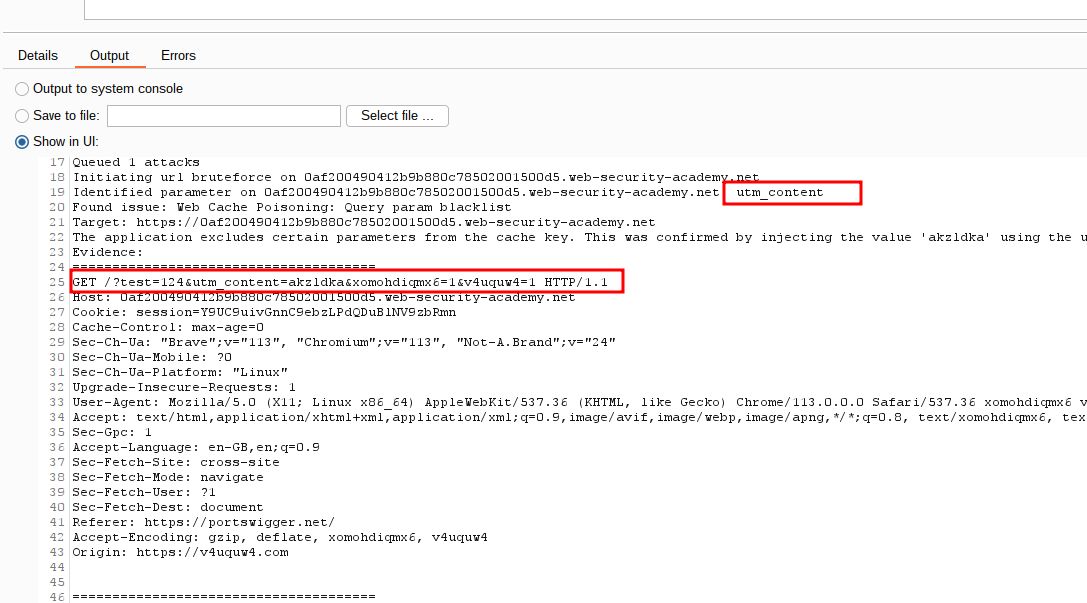 Details Output Errors
Output to system console
Save to file: Select file ...
Show in UI:
17 Queued 1 attacks
18 Initiating url bruteforce on 0af200490412b9b880c78502001500d5.web-security-academy.net
19 Identified parameter on 0af200490412b9b880c78502001500d5.web-security-academy.net utm_content
20 Found issue: Web Cache Poisoning: Query param blacklist
21 Target: https://0af200490412b9b880c78502001500d5.web-security-academy.net
22 The application excludes certain parameters from the cache key. This was confirmed by injecting the value 'akzldka' using the u
23 Evidence:
24 ======================================
25 GET /?test=124&utm_content=akzldka&xomohdiqmx6=1&v4uquw4=1 HTTP/1.1
26 Host: 0af200490412b9b880c78502001500d5.web-security-academy.net
27 Cookie: session=Y9UC9uivGnnC9ebzLPdQDuBlNV9zbRmn
28 Cache-Control: max-age=0
29 Sec-Ch-Ua: "Brave";v="113", "Chromium";v="113", "Not-A.Brand";v="24"
30 Sec-Ch-Ua-Mobile: ?0
31 Sec-Ch-Ua-Platform: "Linux"
32 Upgrade-Insecure-Requests: 1
33 User-Agent: Mozilla/5.0 (X11; Linux x86_64) AppleWebKit/537.36 (KHTML, like Gecko) Chrome/113.0.0.0 Safari/537.36 xomohdiqmx6 v
34 Accept: text/html,application/xhtml+xml,application/xml;q=0.9,image/avif,image/webp,image/apng,*/*;q=0.8, text/xomohdiqmx6, tex
35 Sec-Gpc: 1
36 Accept-Language: en-GB,en;q=0.9
37 Sec-Fetch-Site: cross-site
38 Sec-Fetch-Mode: navigate
39 Sec-Fetch-User: ?1
40 Sec-Fetch-Dest: document
41 Referer: https://portswigger.net/
42 Accept-Encoding: gzip, deflate, xomohdiqmx6, v4uquw4
43 Origin: https://v4uquw4.com
44
45
46 ======================================